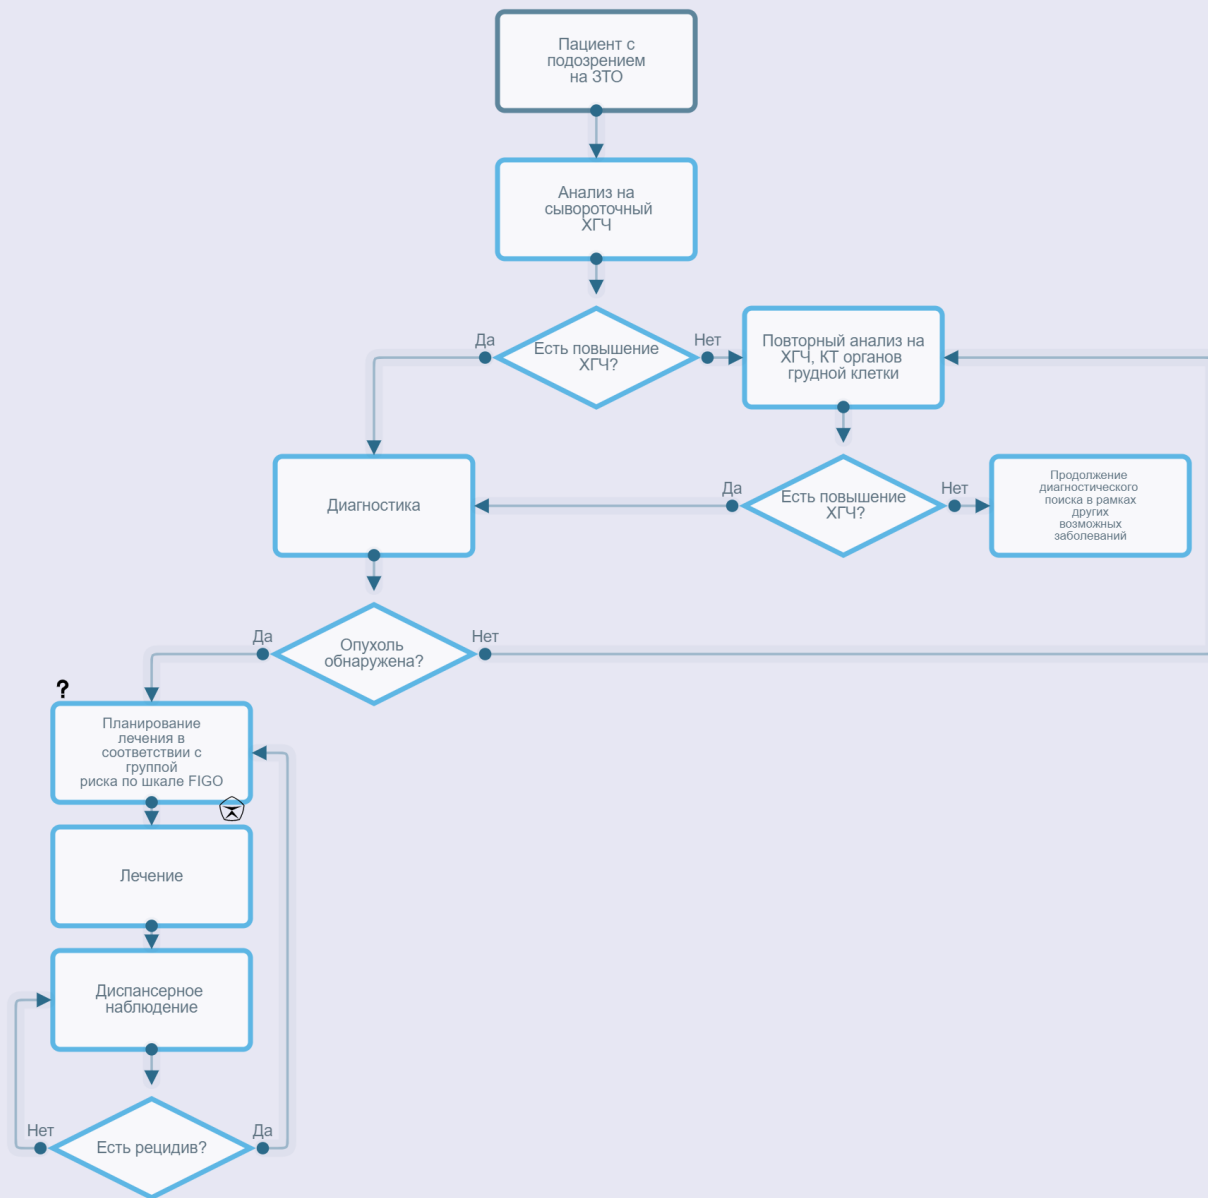 Пациент с
подозрением
на ЗТО
Анализ на
сывороточный
ХГЧ
Да
Есть повышение
ХГЧ?
Нет
Повторный анализ на
ХГЧ, КТ органов
грудной клетки
Диагностика
Да
Есть повышение
ХГЧ?
Нет
Продолжение
диагностического
поиска в рамках
других
возможных
заболеваний
Да
Опухоль
обнаружена?
Нет
?
Планирование
лечения в
соответствии с
группой
риска по шкале FIGO
Лечение
Диспансерное
наблюдение
Нет
Есть рецидив?
Да